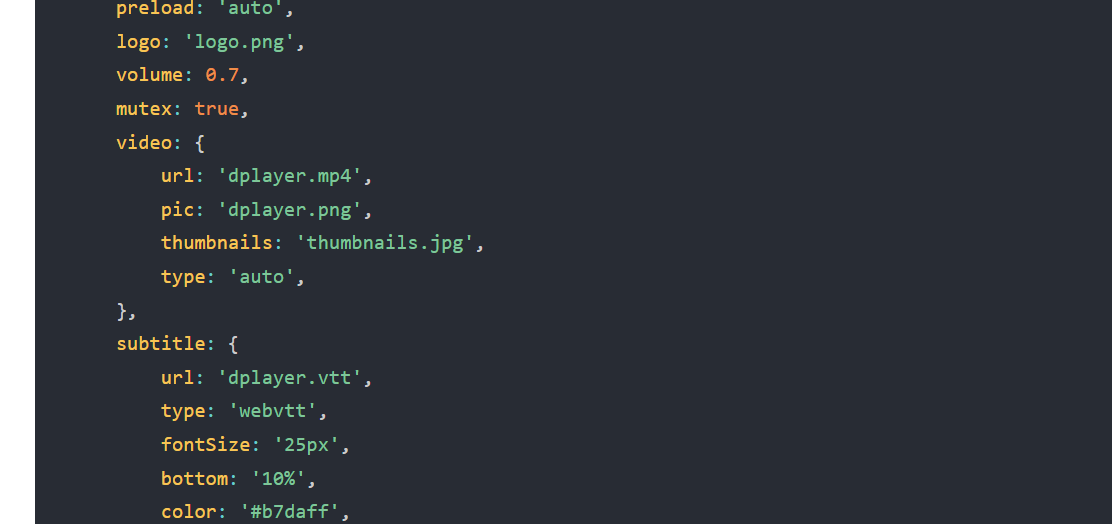 preload: 'auto',
logo: 'logo.png',
volume: 0.7,
mutex: true,
video: {
url: 'dplayer.mp4',
pic: 'dplayer.png',
thumbnails: 'thumbnails.jpg',
type: 'auto',
},
subtitle: {
url: 'dplayer.vtt',
type: 'webvtt',
fontSize: '25px',
bottom: '10%',
color: '#b7daff',